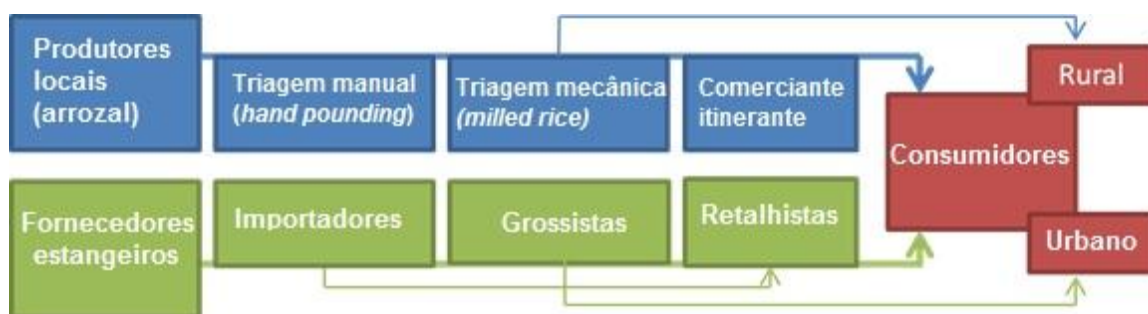 Produtores
locais
(arrozal)
Triagem manual
(hand pounding)
Triagem mecânica
(milled rice)
Comerciante
itinerante
Rural
Consumidores
Fornecedores
estangeiros
Importadores
Grossistas
Retalhistas
Urbano